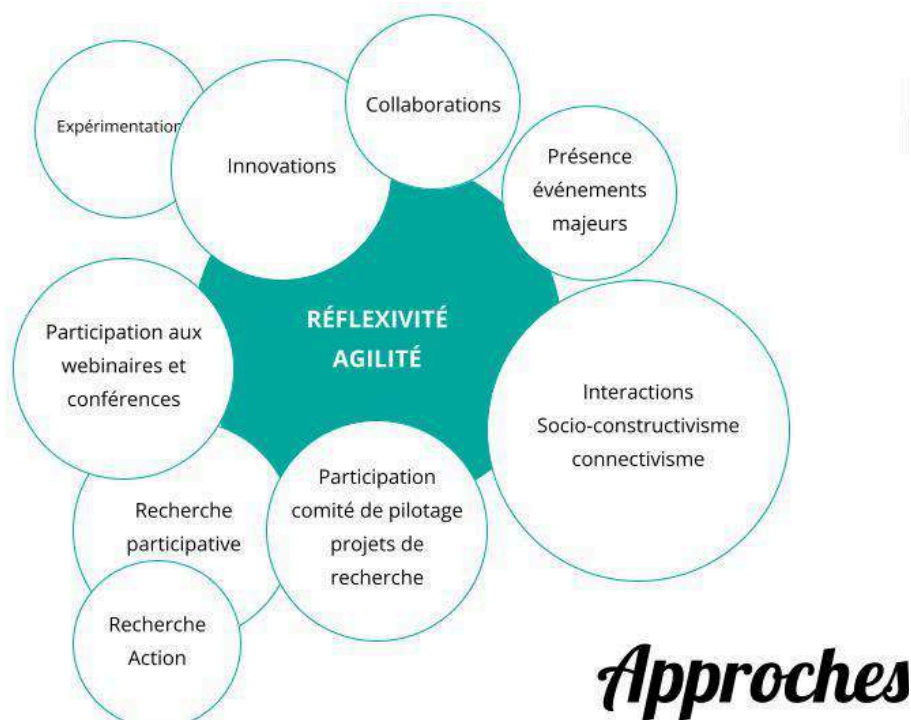 Collaborations
Expérimentation
Innovations
Présence
événements
majeurs
RÉFLEXIVITÉ
AGILITÉ
Participation aux
webinaires et
conférences
Interactions
Socio-constructivisme
connectivisme
Participation
comité de pilotage
projets de
recherche
Recherche
participative
Recherche
Action
Approches